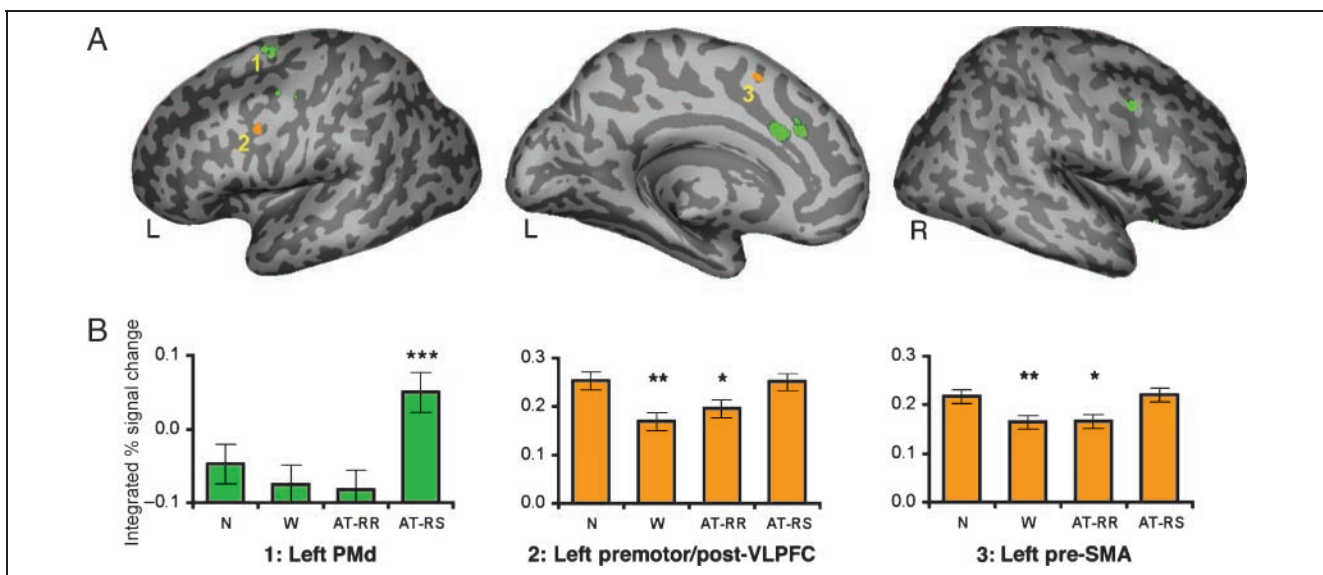 A
1
2
3
L
L
R
B
Integrated % signal change
0.1
0.0
–0.1
***
N
W
AT-RR
AT-RS
1: Left PMd
0.3
0.2
0.1
0.0
**
*
N
W
AT-RR
AT-RS
2: Left premotor/post-VLPFC
0.3
0.2
0.1
0.0
**
*
N
W
AT-RR
AT-RS
3: Left pre-SMA